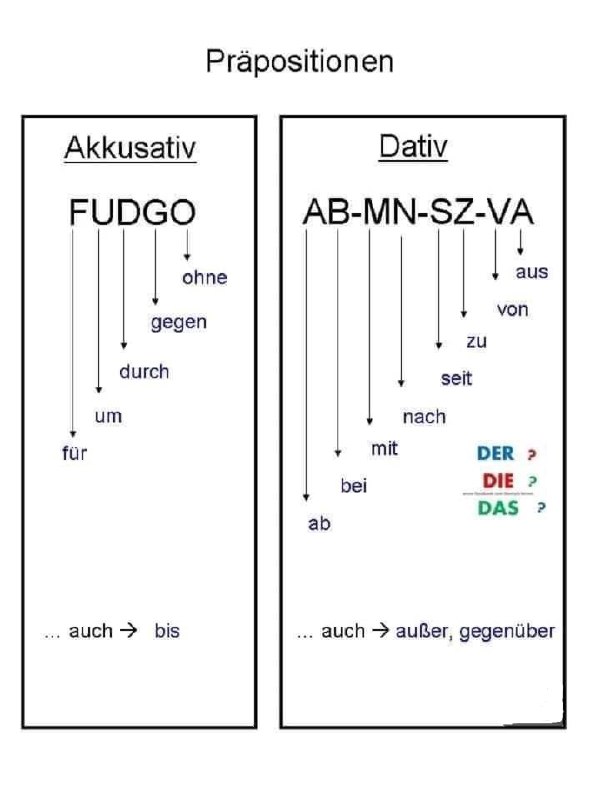 Präpositionen
Akkusativ
FUDGO
ohne
gegen
durch
um
für
... auch → bis
Dativ
AB-MN-SZ-VA
aus
von
zu
seit
nach
mit
bei
ab
DER ?
DIE ?
DAS ?
... auch → außer, gegenüber